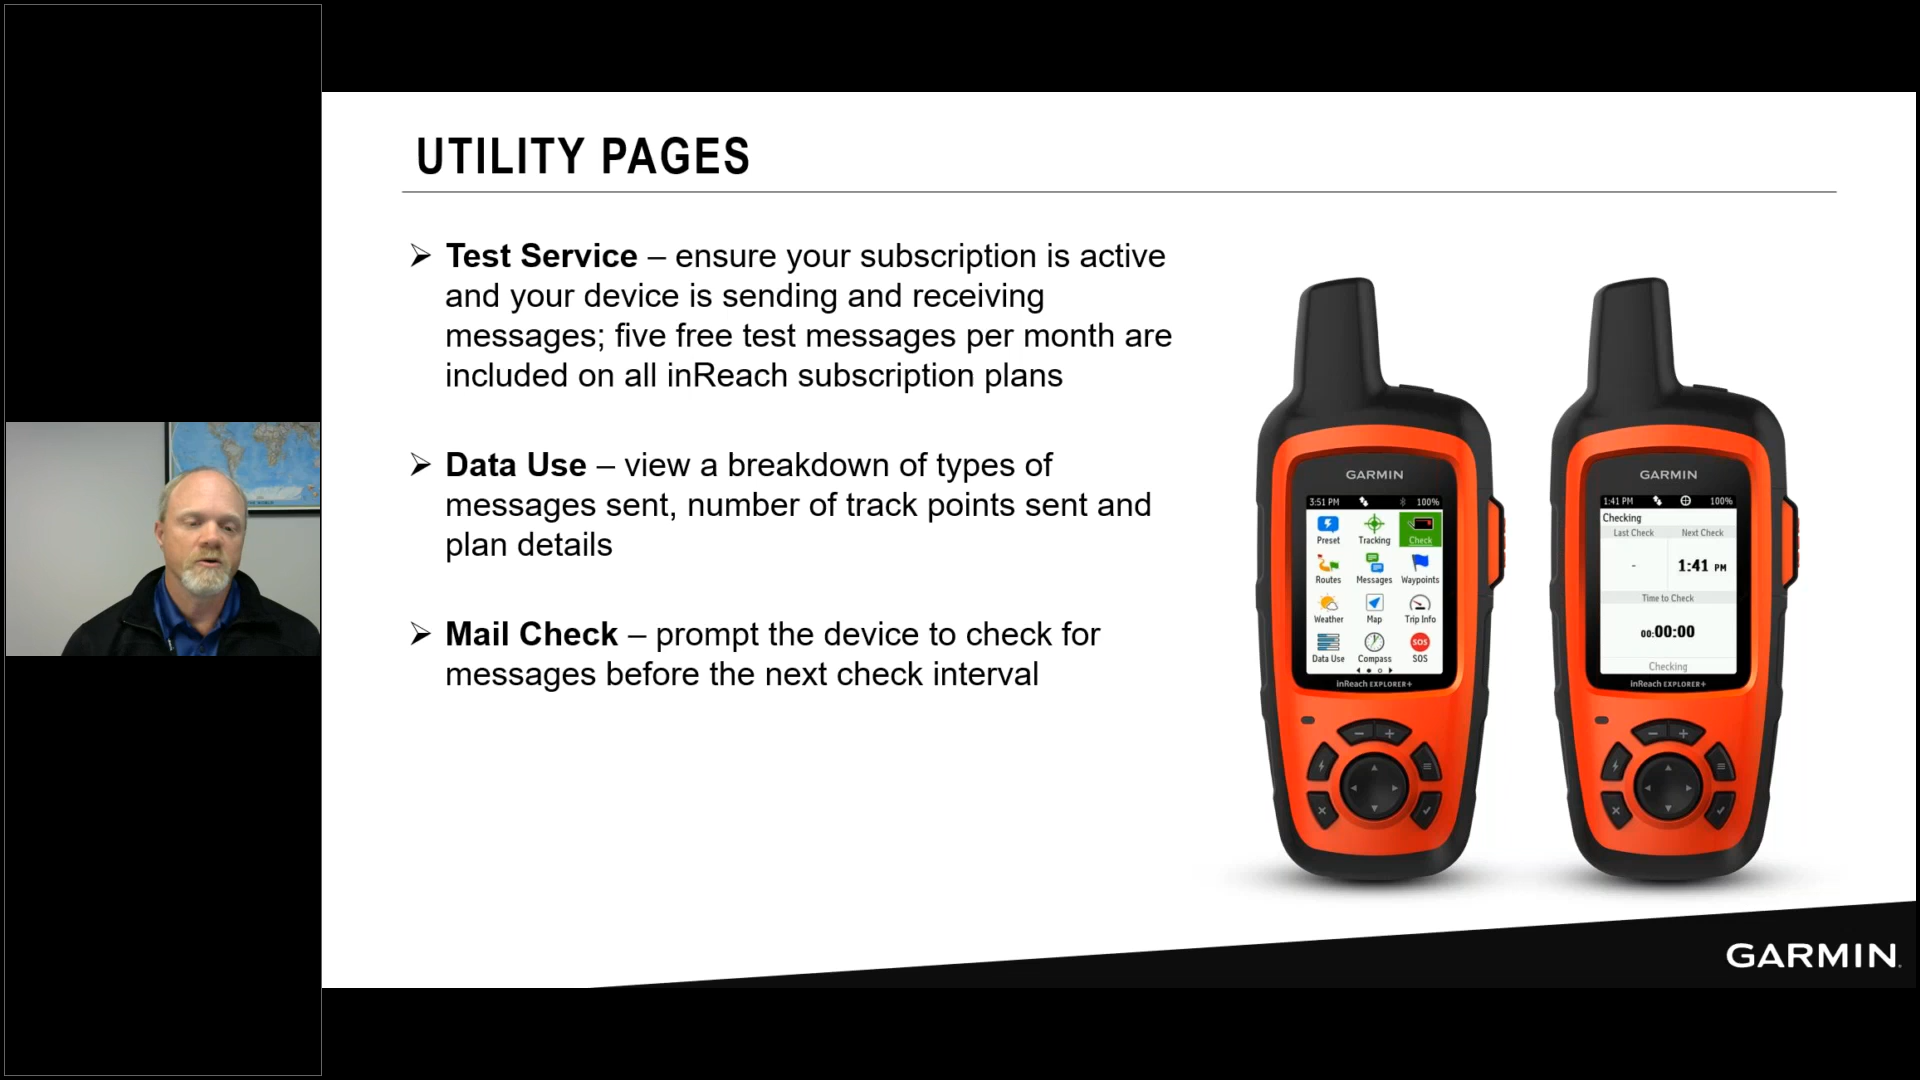 UTILITY PAGES
➢ Test Service – ensure your subscription is active
and your device is sending and receiving
messages; five free test messages per month are
included on all inReach subscription plans
➢ Data Use – view a breakdown of types of
messages sent, number of track points sent and
plan details
➢ Mail Check – prompt the device to check for
messages before the next check interval
GARMIN
3:51 PM 100%
Preset Tracking Check
Routes Messages Waypoints
Weather Map Trip Info
SOS
Data Use Compass SOS
inReach EXPLORER+
GARMIN
1:41 PM 100%
Checking
Last Check Next Check
- 1:41 PM
Time to Check
00:00:00
Checking
inReach EXPLORER+
GARMIN.